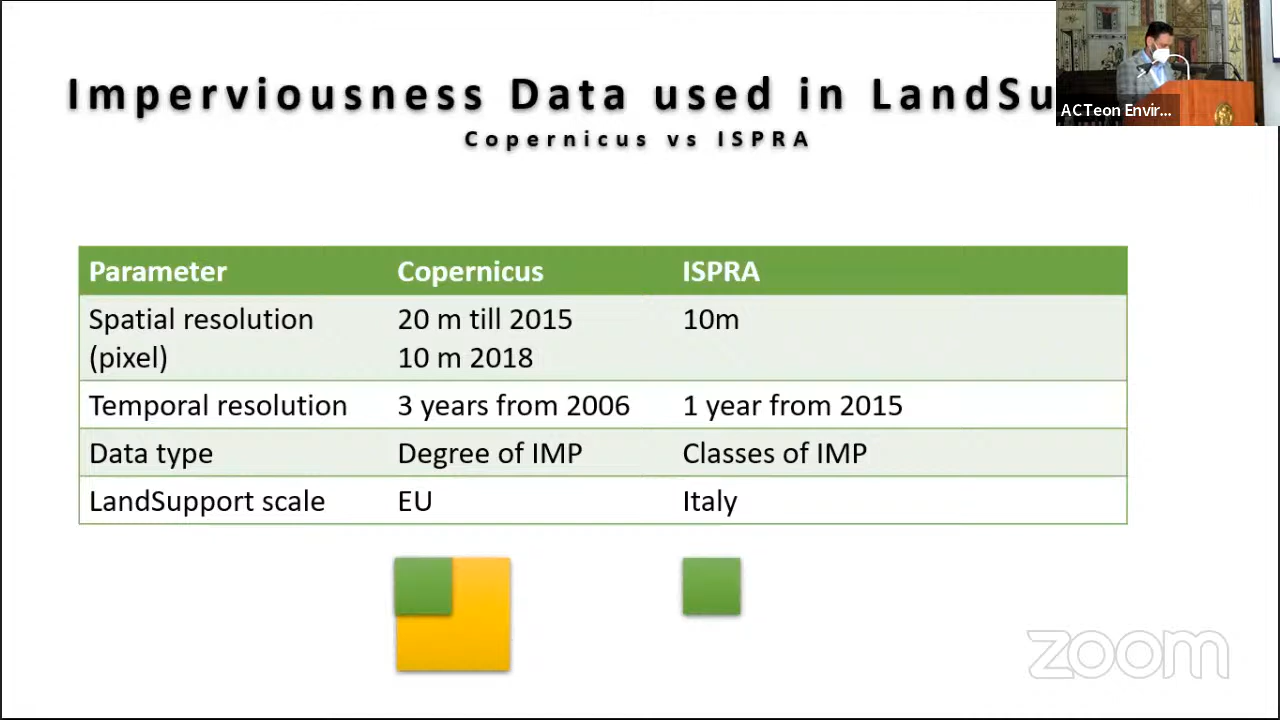 Imperviousness Data used in LandSu
Copernicus vs ISPRA
ACTeon Envir...
Parameter Copernicus ISPRA
Spatial resolution (pixel) 20 m till 2015 10m
10 m 2018
Temporal resolution 3 years from 2006 1 year from 2015
Data type Degree of IMP Classes of IMP
LandSupport scale EU Italy
zoom